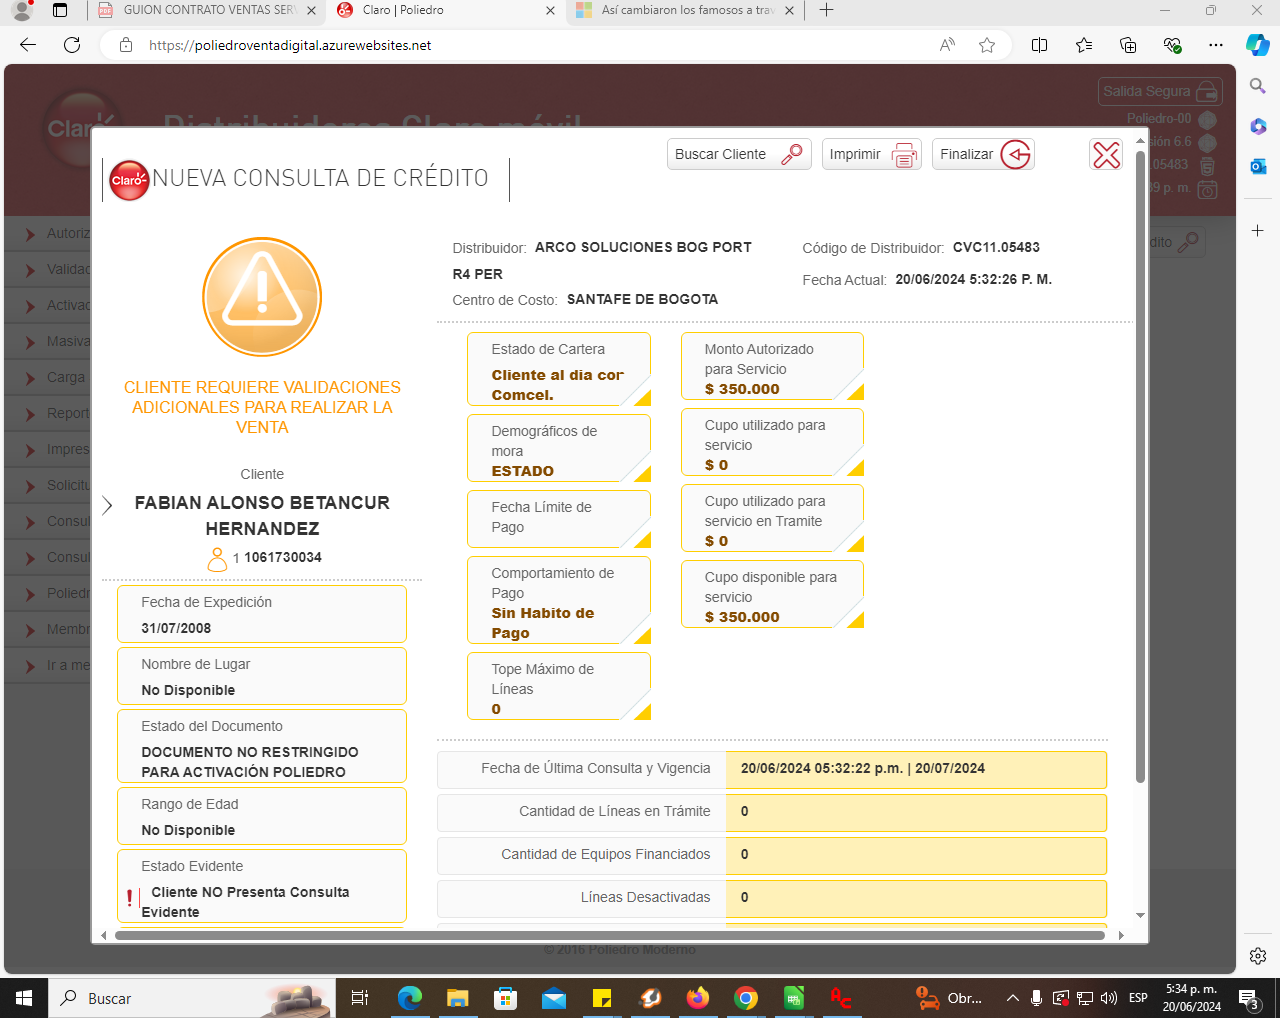 GUION CONTRATO VENTAS SER
Claro | Poliedro
Así cambiaron los famosos a trav
https://poliedroventadigital.azurewebsites.net
Salida Segura
Claro
Distribuidores Claro móvil
Poliedro-00
sión 6.6
.05483
39 p. m.
Buscar Cliente
Imprimir
Finalizar
Claro
NUEVA CONSULTA DE CRÉDITO
Autoriz
Validac
Activac
Masiva
Carga
Report
Impres
Solicitu
Consul
Consul
Poliedr
Membr
Ir a me
dito
CLIENTE REQUIERE VALIDACIONES
ADICIONALES PARA REALIZAR LA
VENTA
Cliente
FABIAN ALONSO BETANCUR
HERNANDEZ
1 1061730034
Fecha de Expedición
31/07/2008
Nombre de Lugar
No Disponible
Estado del Documento
DOCUMENTO NO RESTRINGIDO
PARA ACTIVACIÓN POLIEDRO
Rango de Edad
No Disponible
Estado Evidente
Cliente NO Presenta Consulta
Evidente
Distribuidor: ARCO SOLUCIONES BOG PORT
R4 PER
Centro de Costo: SANTAFE DE BOGOTA
Código de Distribuidor: CVC11.05483
Fecha Actual: 20/06/2024 5:32:26 P. M.
Estado de Cartera
Cliente al dia con
Comcel.
Demográficos de
mora
ESTADO
Fecha Límite de
Pago
Comportamiento de
Pago
Sin Habito de
Pago
Tope Máximo de
Líneas
0
Monto Autorizado
para Servicio
$ 350.000
Cupo utilizado para
servicio
$ 0
Cupo utilizado para
servicio en Tramite
$ 0
Cupo disponible para
servicio
$ 350.000
Fecha de Última Consulta y Vigencia 20/06/2024 05:32:22 p.m. | 20/07/2024
Cantidad de Líneas en Trámite 0
Cantidad de Equipos Financiados 0
Líneas Desactivadas 0
© 2016 Poliedro Moderno
Buscar
Obr...
ESP
5:34 p. m.
20/06/2024
3